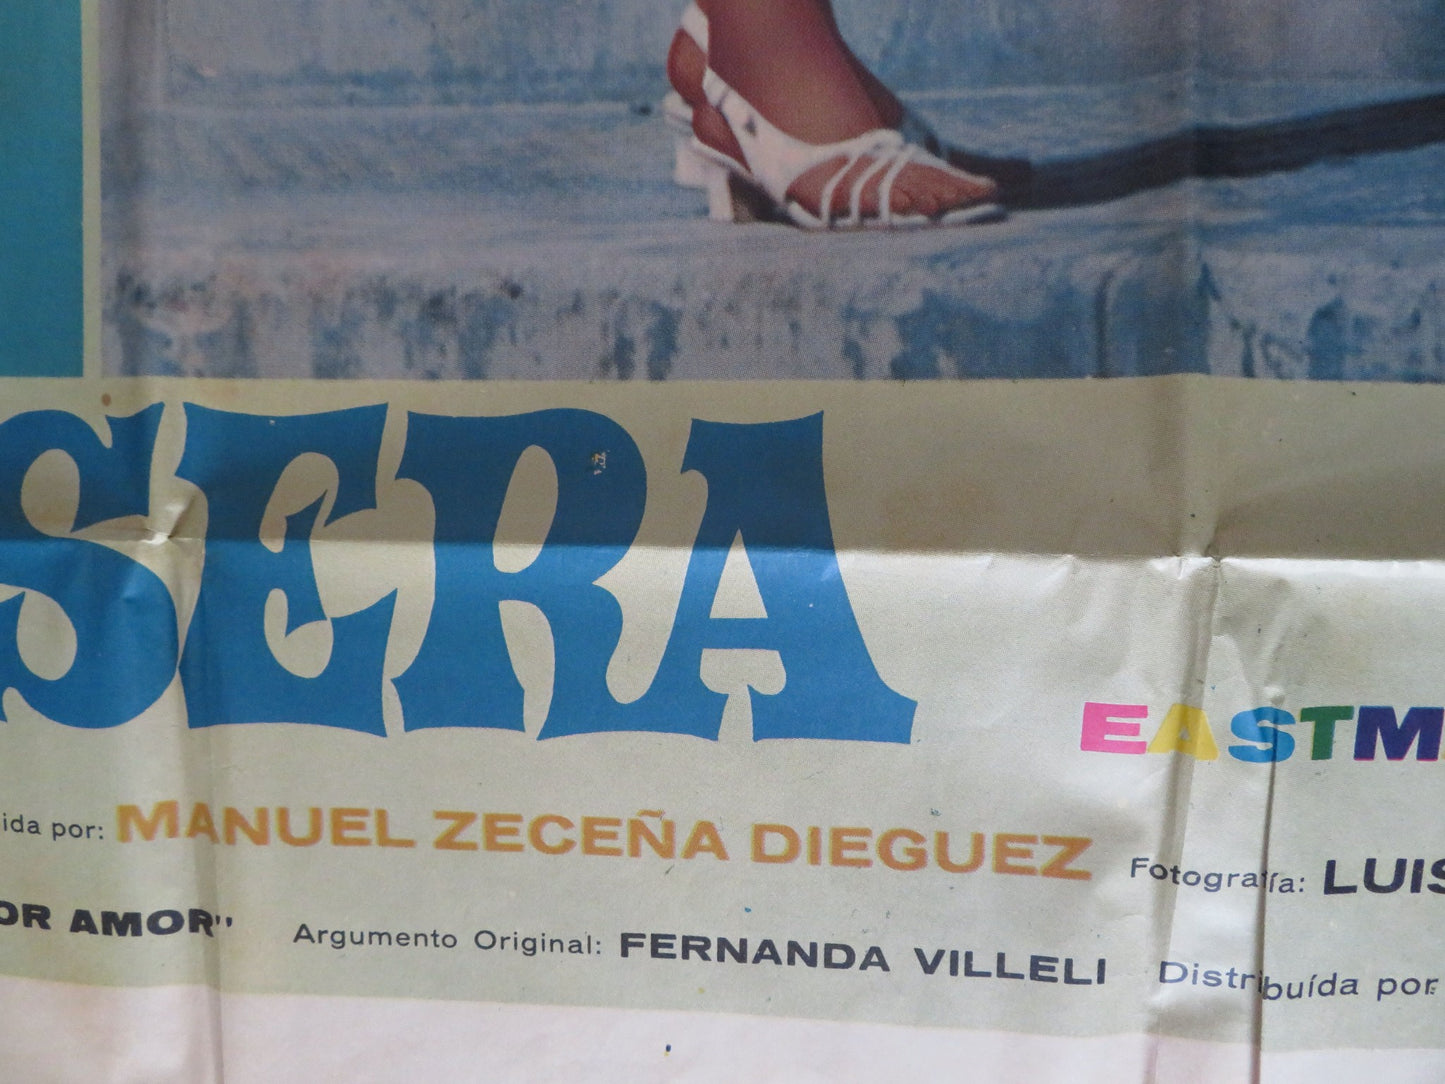 SERA
EASTM
ida por: MANUEL ZECEÑA DIEGUEZ Fotografía: LUIS
OR AMOR" Argumento Original: FERNANDA VILLELI Distribuída por: